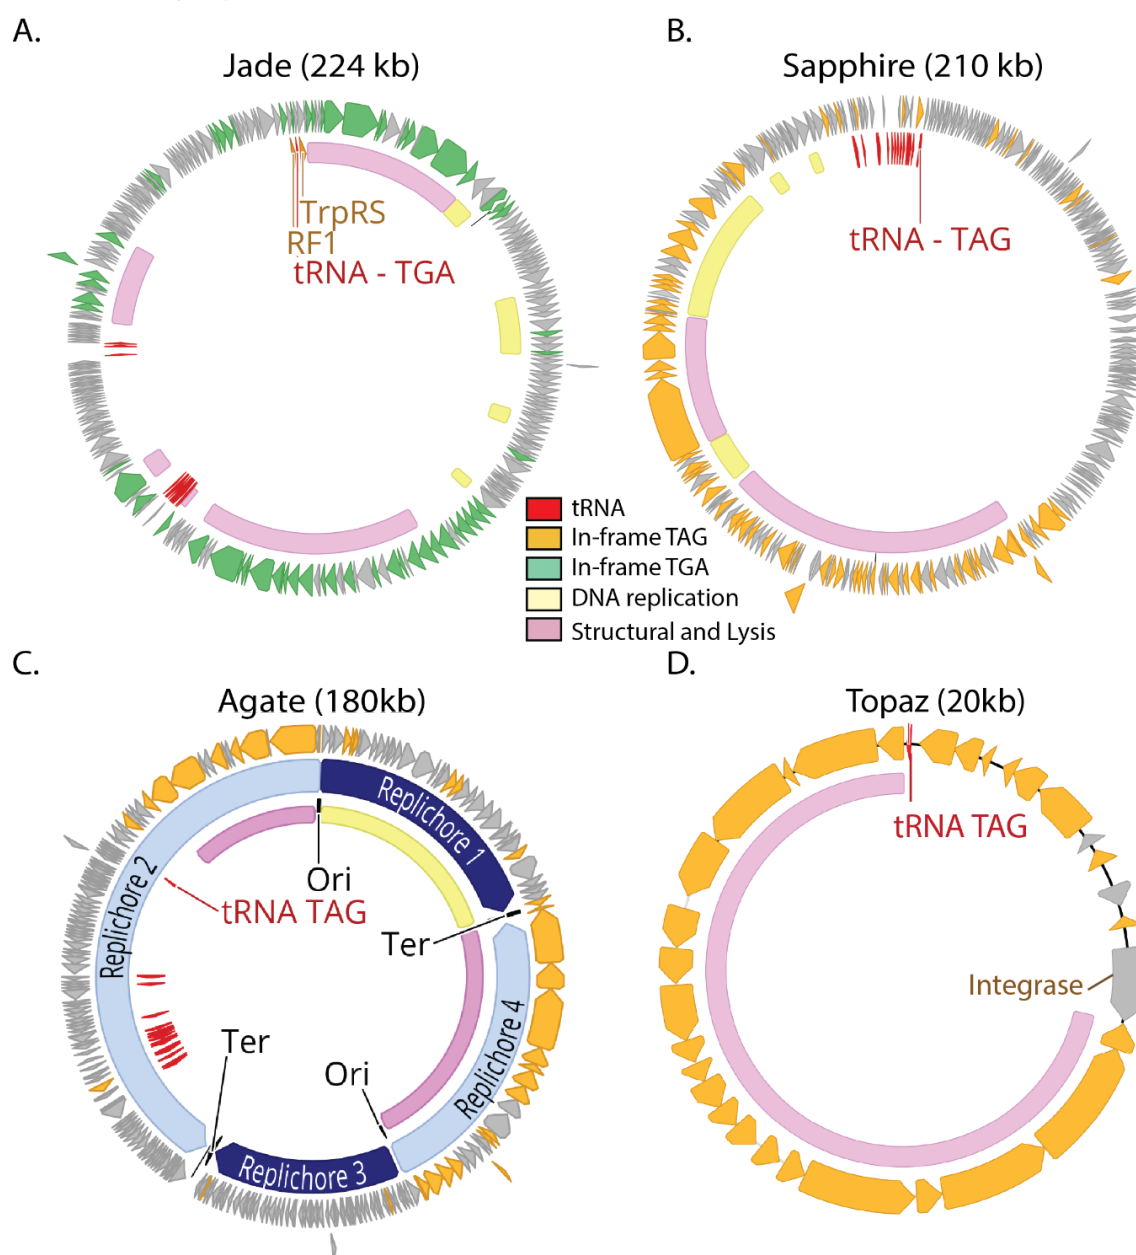 A.
Jade (224 kb)
TrpRS
RF1
tRNA - TGA
B.
Sapphire (210 kb)
tRNA - TAG
tRNA
In-frame TAG
In-frame TGA
DNA replication
Structural and Lysis
C.
Agate (180kb)
Replichore 1
Replichore 2
Ori
tRNA TAG
Ter
Replichore 4
Ter
Ori
Replichore 3
D.
Topaz (20kb)
tRNA TAG
Integrase